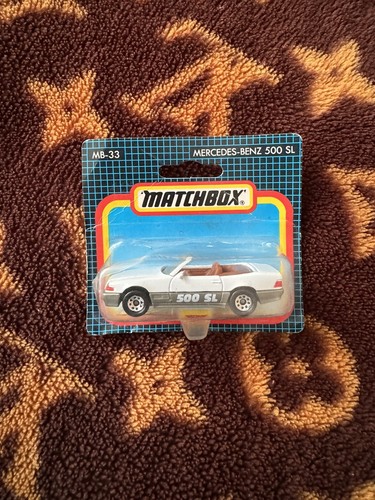 MB-33 MERCEDES-BENZ 500 SL
MATCHBOX®
500 SL